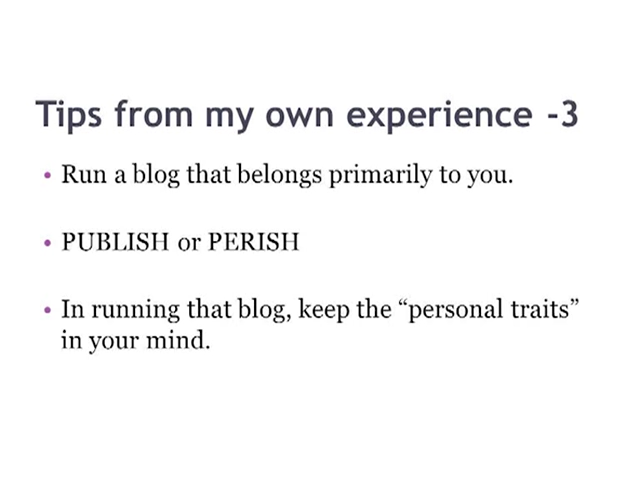 Tips from my own experience -3
• Run a blog that belongs primarily to you.
• PUBLISH or PERISH
• In running that blog, keep the “personal traits”
in your mind.